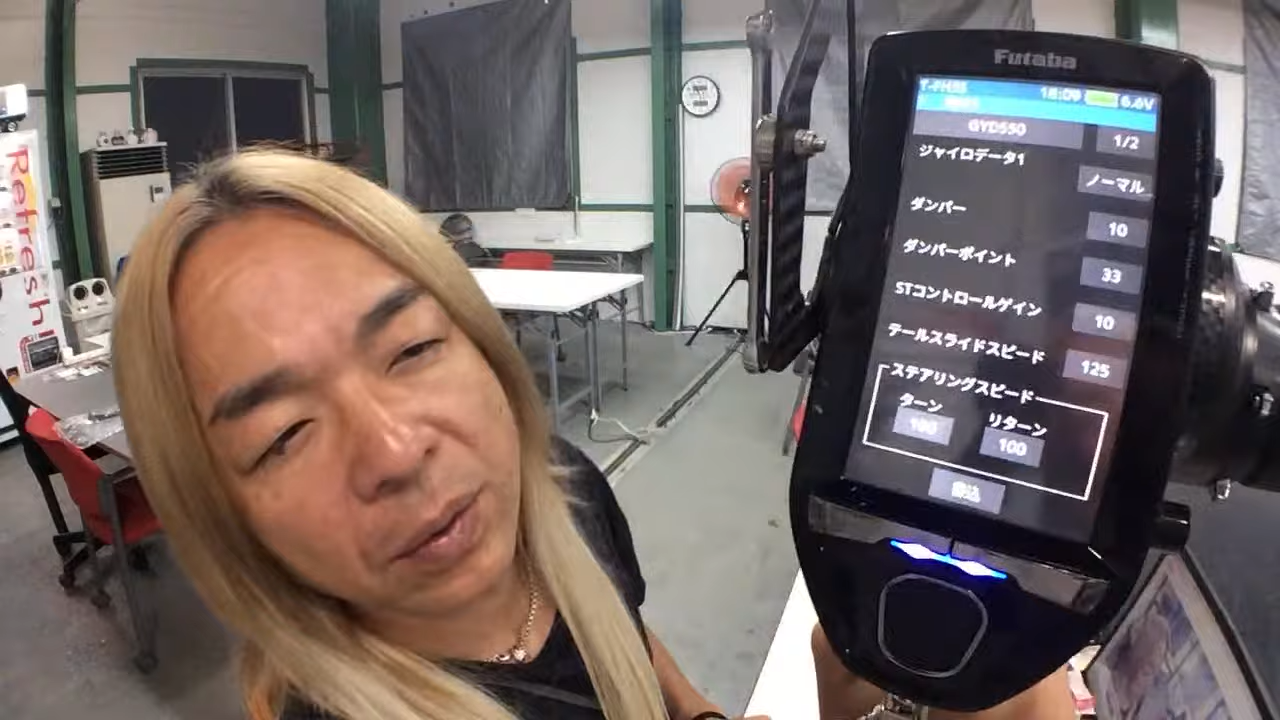 Futaba
18:09 6.6V
GYD550
1/2
ジャイロデータ1
ノーマル
ダンパー
10
ダンパーポイント
33
STコントロールゲイン
10
テールスライドスピード
125
ステアリングスピード
ターン
リターン
100
100
書込
Refresh!